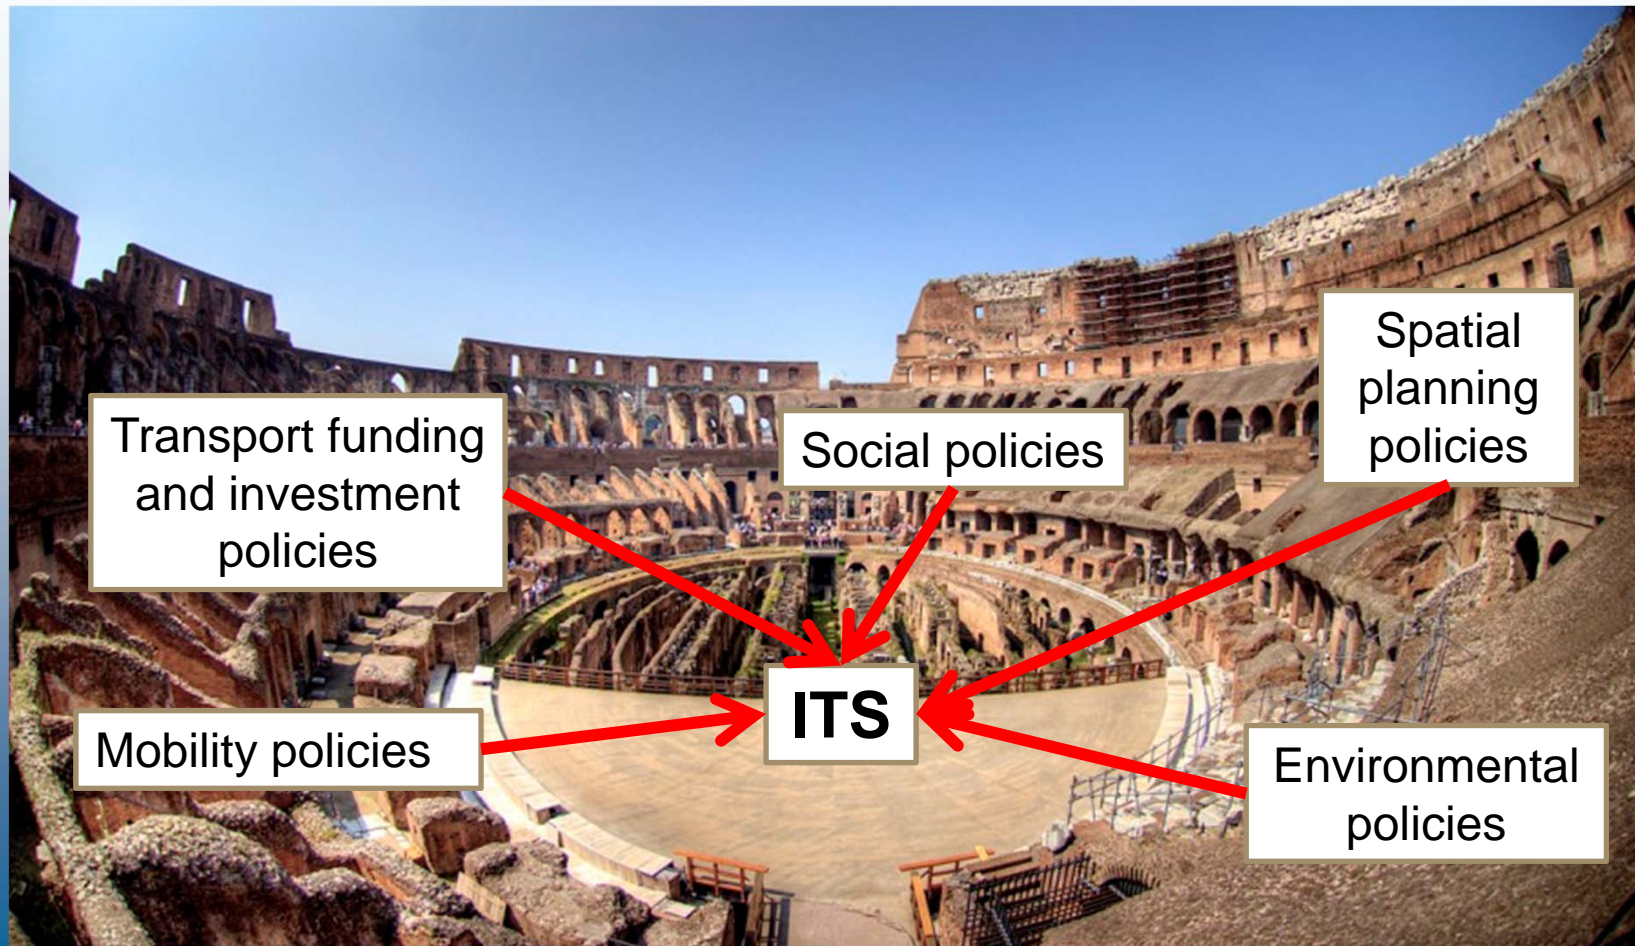 Transport funding
and investment
policies
Social policies
Spatial
planning
policies
Mobility policies
ITS
Environmental
policies